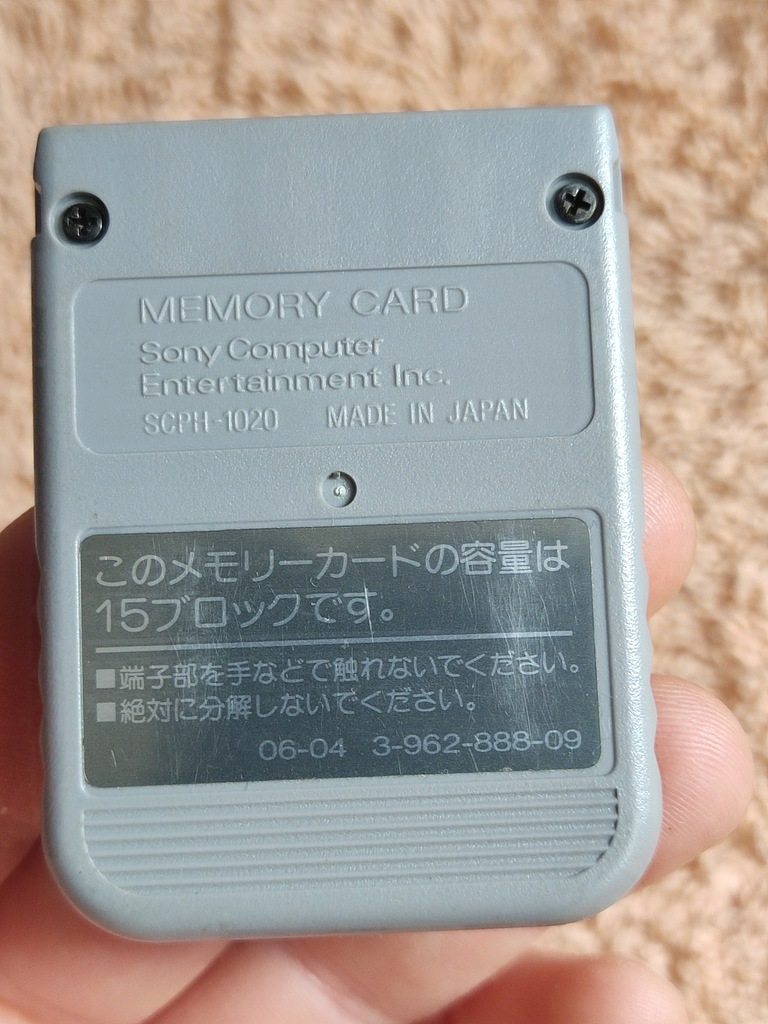 MEMORY CARD
Sony Computer
Entertainment Inc.
SCPH-1020 MADE IN JAPAN
このメモリーカードの容量は
15ブロックです。
■端子部を手などで触れないでください。
■絶対に分解しないでください。
06-04 3-962-888-09